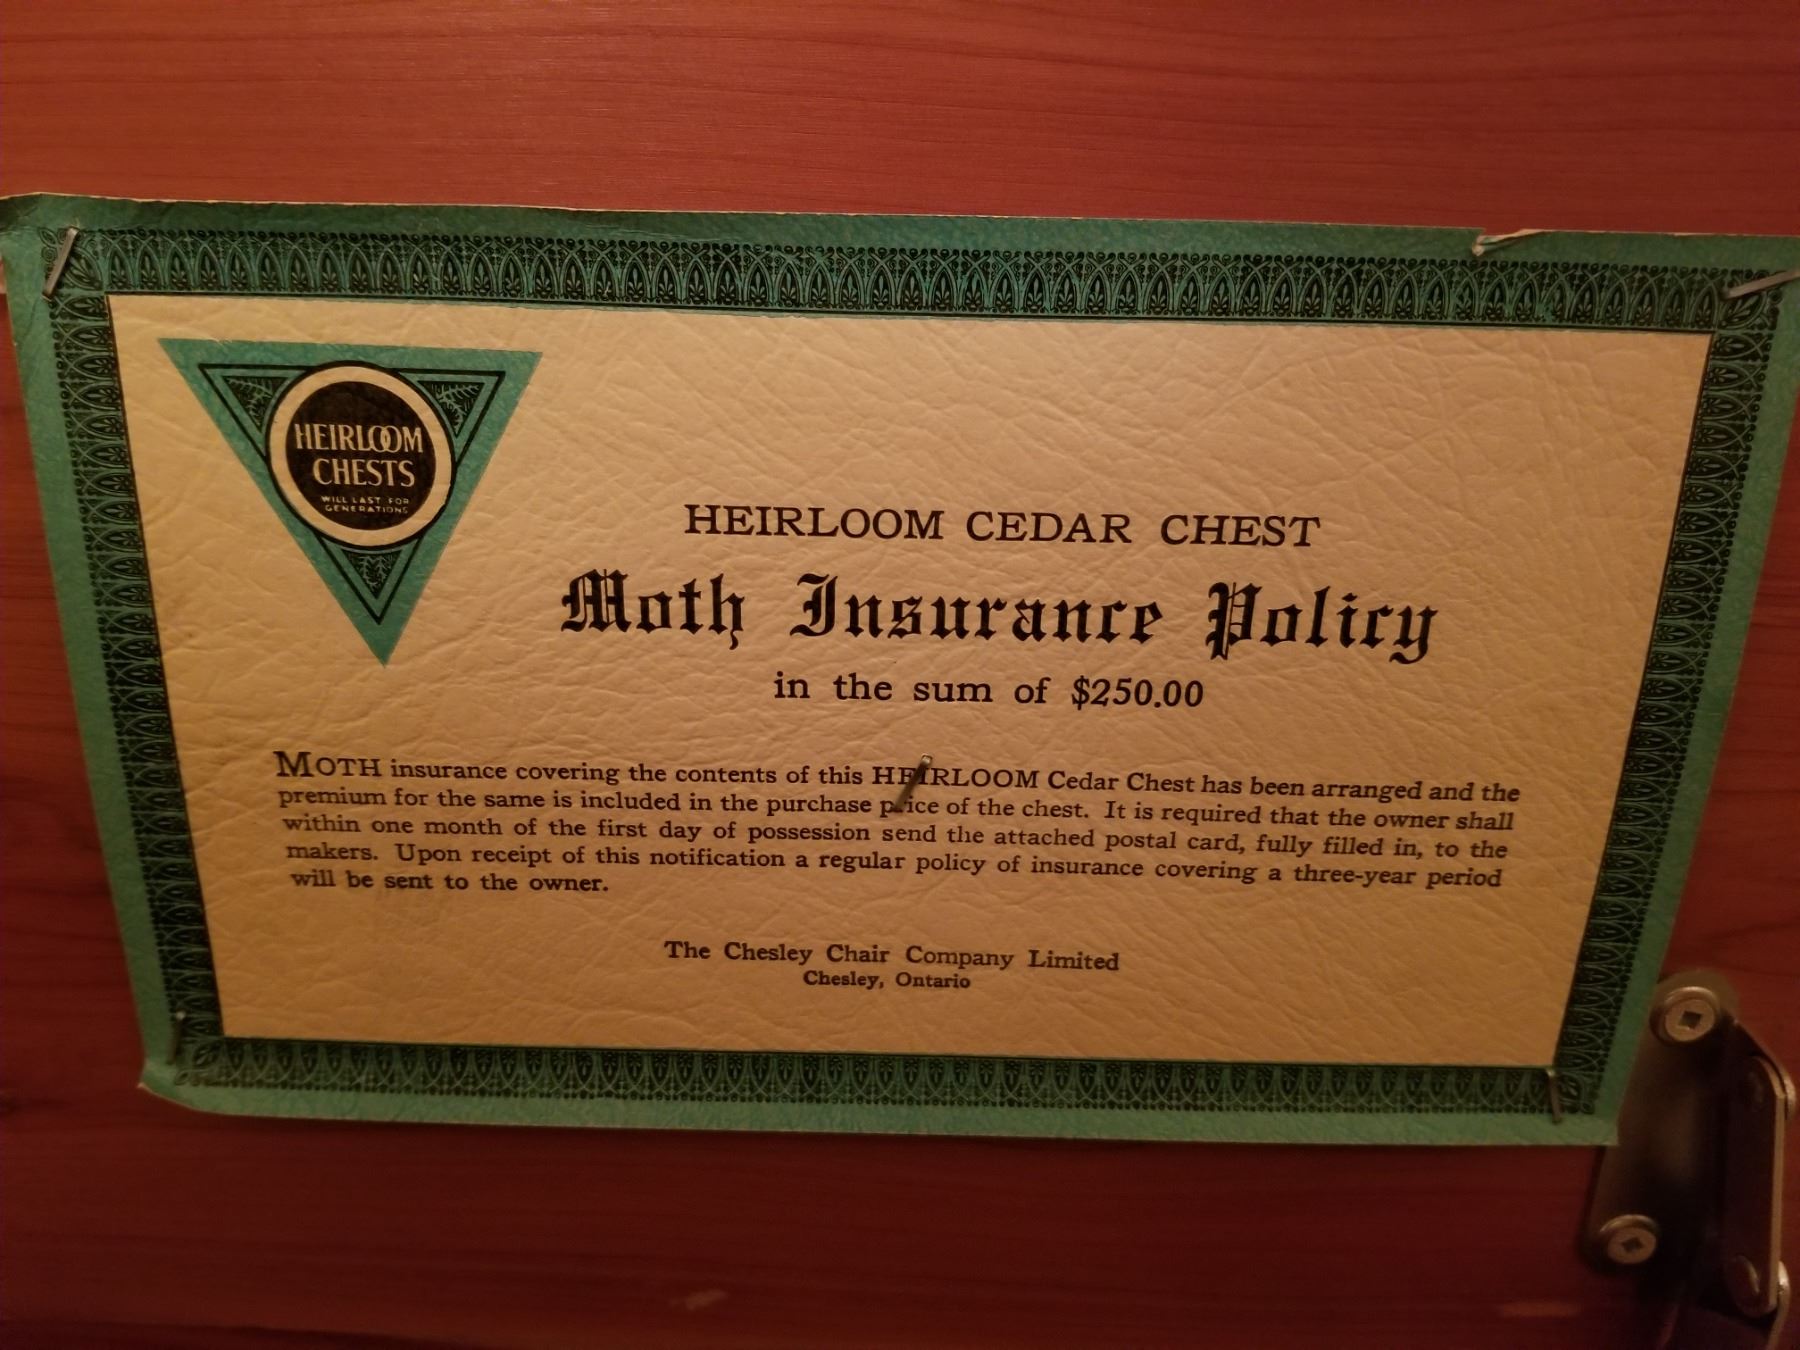 HEIRLOOM
CHESTS
WILL LAST FOR
GENERATIONS
HEIRLOOM CEDAR CHEST
Moth Insurance Policy
in the sum of $250.00
MOTH insurance covering the contents of this HEIRLOOM Cedar Chest has been arranged and the
premium for the same is included in the purchase price of the chest. It is required that the owner shall
within one month of the first day of possession send the attached postal card, fully filled in, to the
makers. Upon receipt of this notification a regular policy of insurance covering a three-year period
will be sent to the owner.
The Chesley Chair Company Limited
Chesley, Ontario